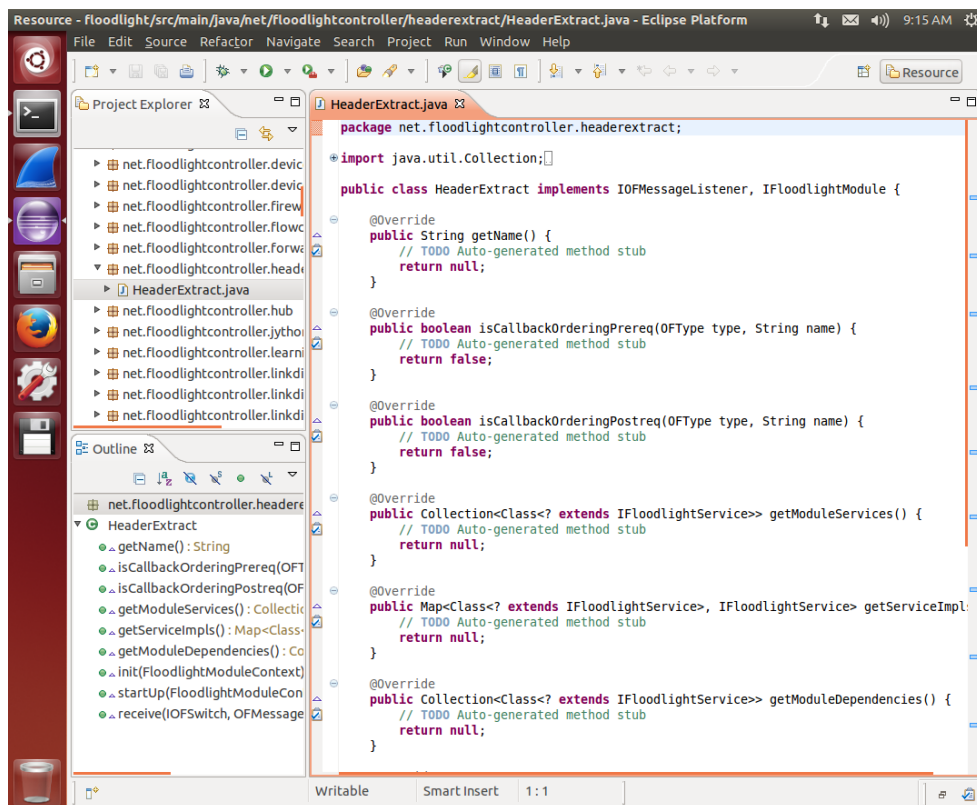 Resource - floodlight/src/main/java/net/floodlightcontroller/headerextract/HeaderExtract.java - Eclipse Platform
9:15 AM
File Edit Source Refactor Navigate Search Project Run Window Help
Resource
Project Explorer
net.floodlightcontroller.devic
net.floodlightcontroller.devic
net.floodlightcontroller.firew
net.floodlightcontroller.flowc
net.floodlightcontroller.forwa
net.floodlightcontroller.heade
HeaderExtract.java
net.floodlightcontroller.hub
net.floodlightcontroller.jytho
net.floodlightcontroller.learni
net.floodlightcontroller.linkdi
net.floodlightcontroller.linkdi
net.floodlightcontroller.linkdi
Outline
net.floodlightcontroller.headere
HeaderExtract
getName() : String
isCallbackOrderingPrereq(OFT
isCallbackOrderingPostreq(OF
getModuleServices() : Collectio
getServiceImpls() : Map<Class<
getModuleDependencies() : Co
init(FloodlightModuleContext)
startUp(FloodlightModuleCon
receive(IOFSwitch, OFMessage
HeaderExtract.java
package net.floodlightcontroller.headerextract;
import java.util.Collection;
public class HeaderExtract implements IOFMessageListener, IFloodlightModule {
@Override
public String getName() {
// TODO Auto-generated method stub
return null;
}
@Override
public boolean isCallbackOrderingPrereq(OFType type, String name) {
// TODO Auto-generated method stub
return false;
}
@Override
public boolean isCallbackOrderingPostreq(OFType type, String name) {
// TODO Auto-generated method stub
return false;
}
@Override
public Collection<Class<? extends IFloodlightService>> getModuleServices() {
// TODO Auto-generated method stub
return null;
}
@Override
public Map<Class<? extends IFloodlightService>, IFloodlightService> getServiceImpls
// TODO Auto-generated method stub
return null;
}
@Override
public Collection<Class<? extends IFloodlightService>> getModuleDependencies() {
// TODO Auto-generated method stub
return null;
}
Writable Smart Insert 1 : 1